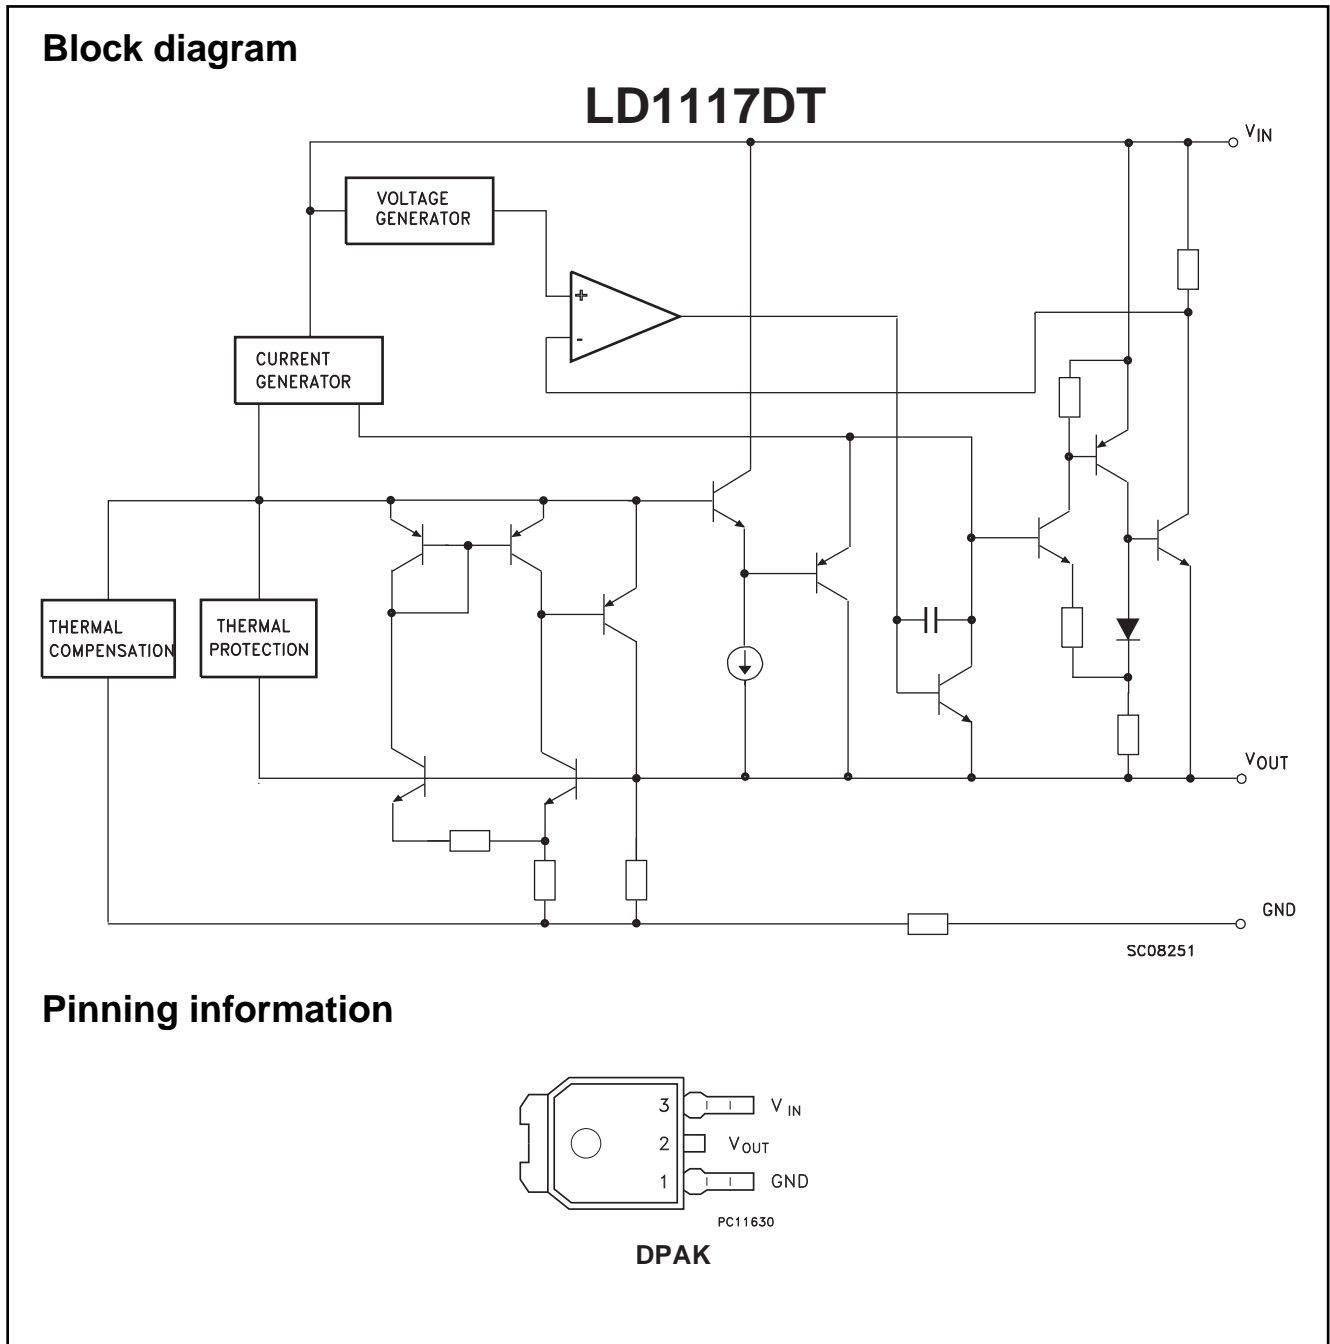 Block diagram
LD1117DT
VIN
VOLTAGE
GENERATOR
+
-
CURRENT
GENERATOR
THERMAL
COMPENSATION
THERMAL
PROTECTION
VOUT
GND
SC08251
Pinning information
3 VIN
2 VOUT
1 GND
PC11630
DPAK